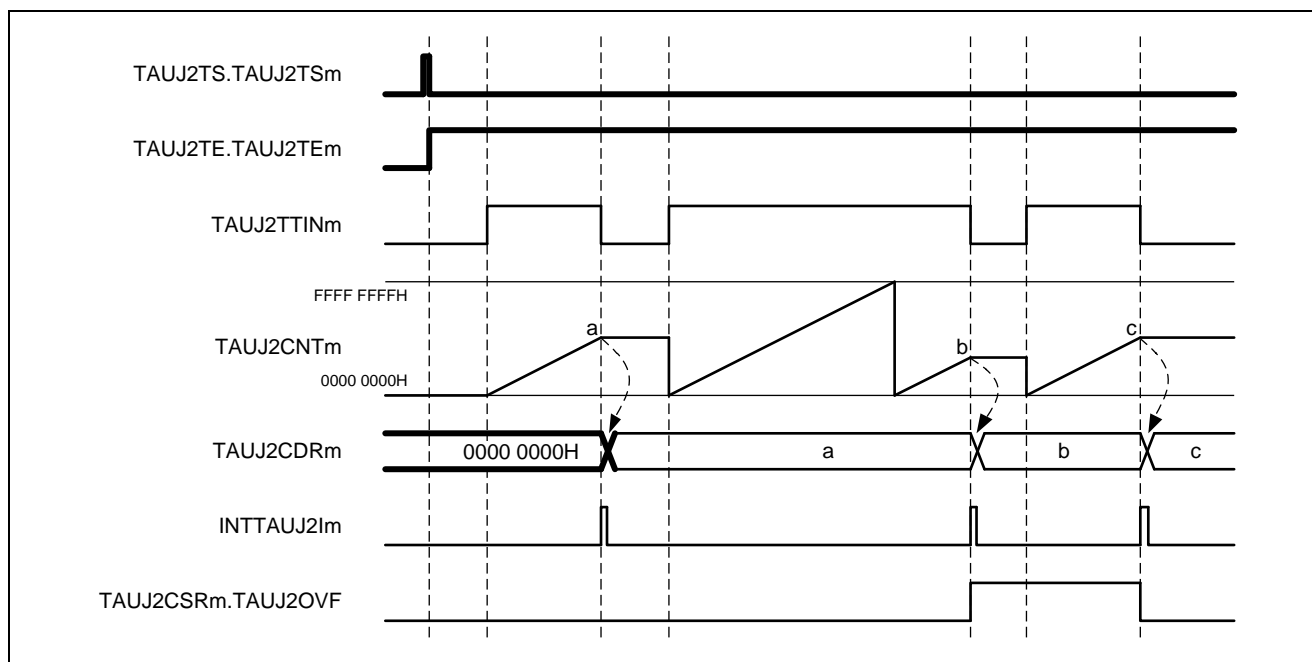 TAUJ2TS.TAUJ2TSm
TAUJ2TE.TAUJ2TEm
TAUJ2TTINm
FFFF FFFFH
TAUJ2CNTm
0000 0000H
a
b
c
TAUJ2CDRm
0000 0000H
a
b
c
INTTAUJ2Im
TAUJ2CSRm.TAUJ2OVF